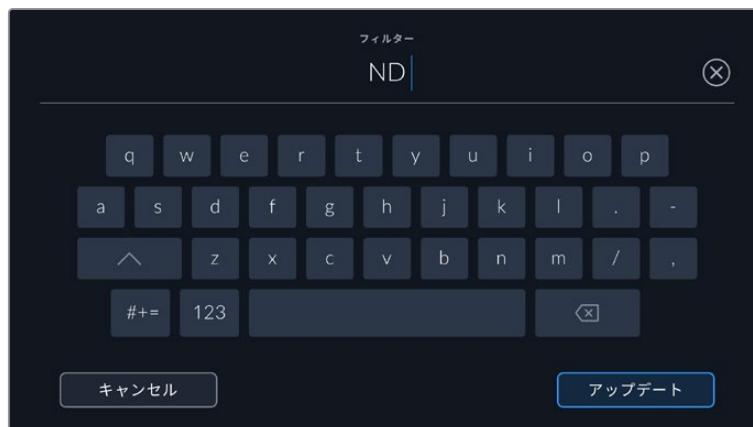 フィルター
ND
q w e r t y u i o p
a s d f g h j k l . -
z x c v b n m / ,
#+= 123
キャンセル アップデート